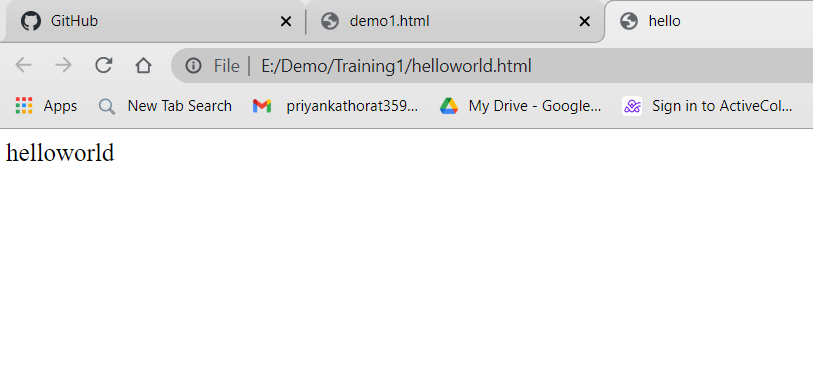 GitHub demo1.html hello
File E:/Demo/Training1/helloworld.html
Apps New Tab Search priyankathorat359... My Drive - Google... Sign in to ActiveCol...
helloworld